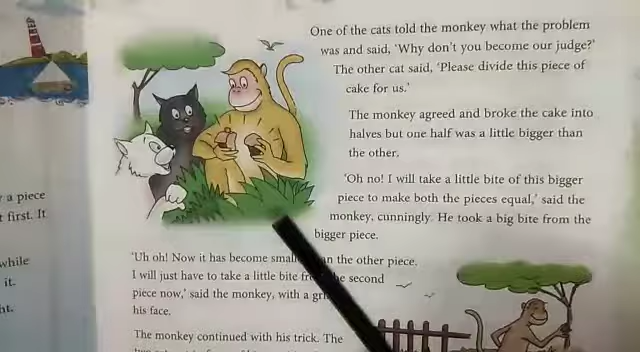 One of the cats told the monkey what the problem
was and said, 'Why don't you become our judge?'
The other cat said, 'Please divide this piece of
cake for us.'
The monkey agreed and broke the cake into
halves but one half was a little bigger than
the other.
'Oh no! I will take a little bite of this bigger
piece to make both the pieces equal,' said the
monkey, cunningly. He took a big bite from the
bigger piece.
'Uh oh! Now it has become small an the other piece.
I will just have to take a little bite fr he second
piece now,' said the monkey, with a gr
his face.
The monkey continued with his trick. The
a piece
first. It
while
it.
ht.